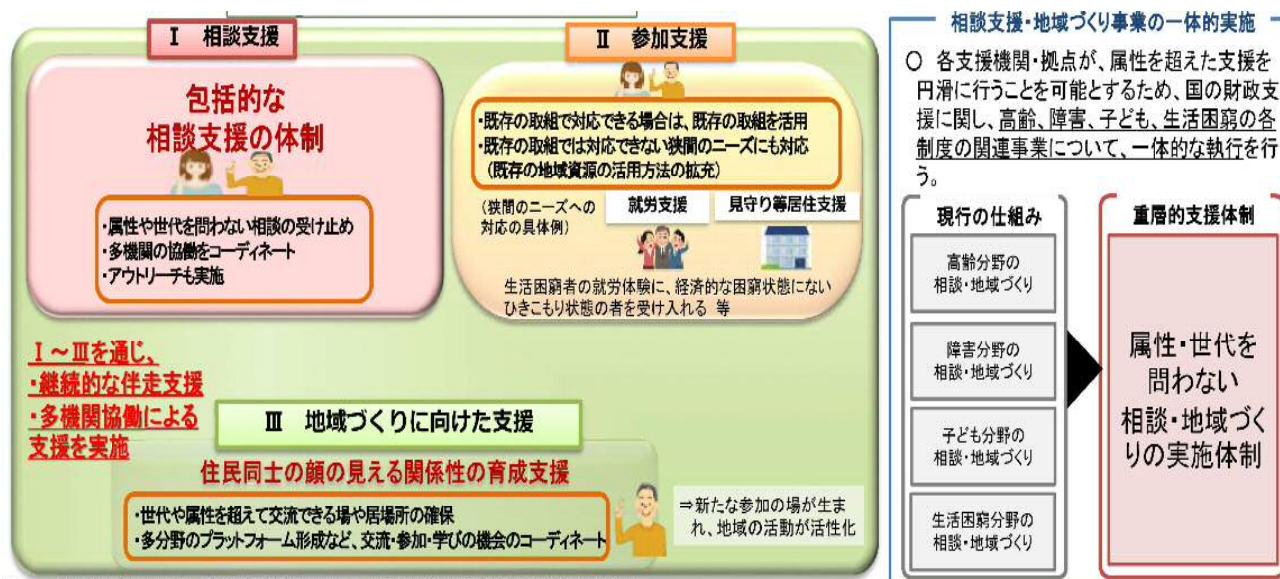 Ⅰ 相談支援
包括的な
相談支援の体制
・属性や世代を問わない相談の受け止め
・多機関の協働をコーディネート
・アウトリーチも実施
Ⅱ 参加支援
・既存の取組で対応できる場合は、既存の取組を活用
・既存の取組では対応できない狭間のニーズにも対応
(既存の地域資源の活用方法の拡充)
(狭間のニーズへの
対応の具体例)
就労支援
見守り等居住支援
生活困窮者の就労体験に、経済的な困窮状態にない
ひきこもり状態の者を受け入れる 等
Ⅰ～Ⅲを通じ、
・継続的な伴走支援
・多機関協働による
支援を実施
Ⅲ 地域づくりに向けた支援
住民同士の顔の見える関係性の育成支援
・世代や属性を超えて交流できる場や居場所の確保
・多分野のプラットフォーム形成など、交流・参加・学びの機会のコーディネート
⇒新たな参加の場が生ま
れ、地域の活動が活性化
相談支援・地域づくり事業の一体的実施
○ 各支援機関・拠点が、属性を超えた支援を
円滑に行うことを可能とするため、国の財政支
援に関し、高齢、障害、子ども、生活困窮の各
制度の関連事業について、一体的な執行を行
う。
現行の仕組み
高齢分野の
相談・地域づくり
障害分野の
相談・地域づくり
子ども分野の
相談・地域づくり
生活困窮分野の
相談・地域づくり
重層的支援体制
属性・世代を
問わない
相談・地域づく
りの実施体制